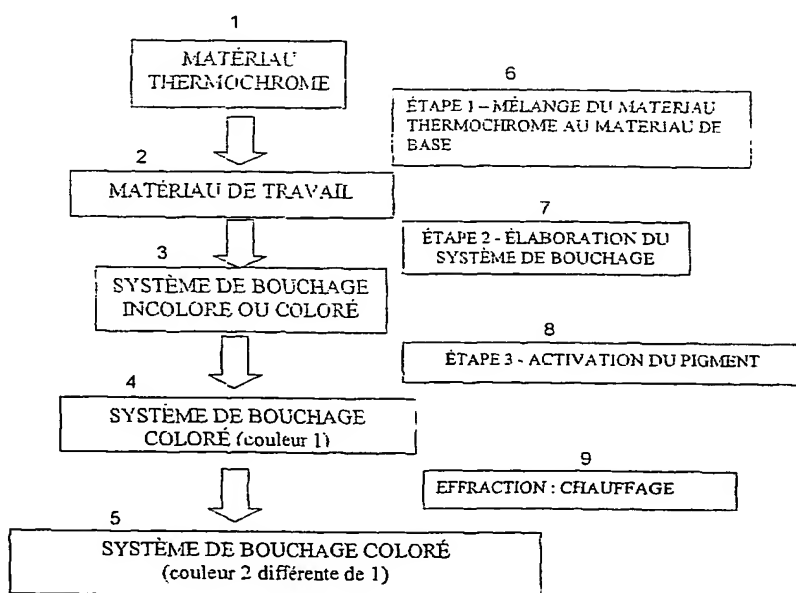 1
MATÉRIAU
THERMOCHROME
6
ÉTAPE 1 – MÉLANGE DU MATERIAU
THERMOCHROME AU MATERIAU DE
BASE
2
MATÉRIAU DE TRAVAIL
7
ÉTAPE 2 - ÉLABORATION DU
SYSTÈME DE BOUCHAGE
3
SYSTÈME DE BOUCHAGE
INCOLORE OU COLORÉ
8
ÉTAPE 3 - ACTIVATION DU PIGMENT
4
SYSTÈME DE BOUCHAGE
COLORÉ (couleur 1)
9
EFFRACTION : CHAUFFAGE
5
SYSTÈME DE BOUCHAGE COLORÉ
(couleur 2 différente de 1)